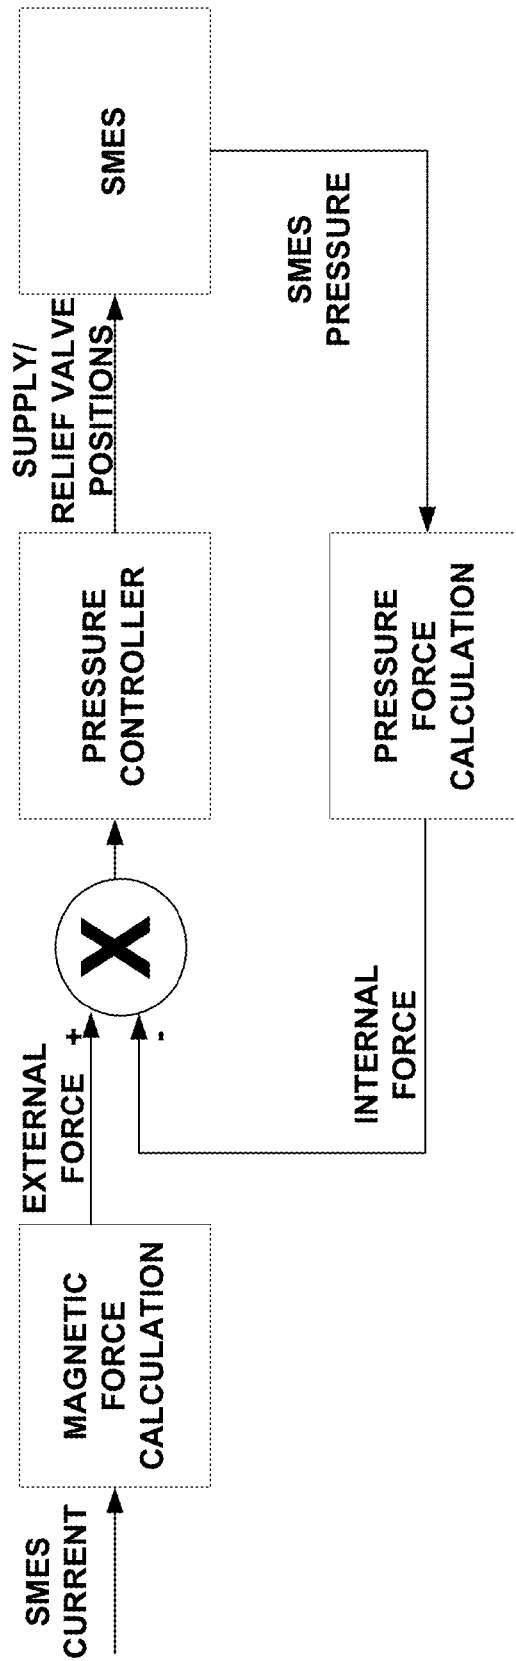 SMES
CURRENT
MAGNETIC
FORCE
CALCULATION
EXTERNAL
FORCE
+
-
X
PRESSURE
CONTROLLER
SUPPLY/
RELIEF VALVE
POSITIONS
SMES
SMES
PRESSURE
PRESSURE
FORCE
CALCULATION
INTERNAL
FORCE